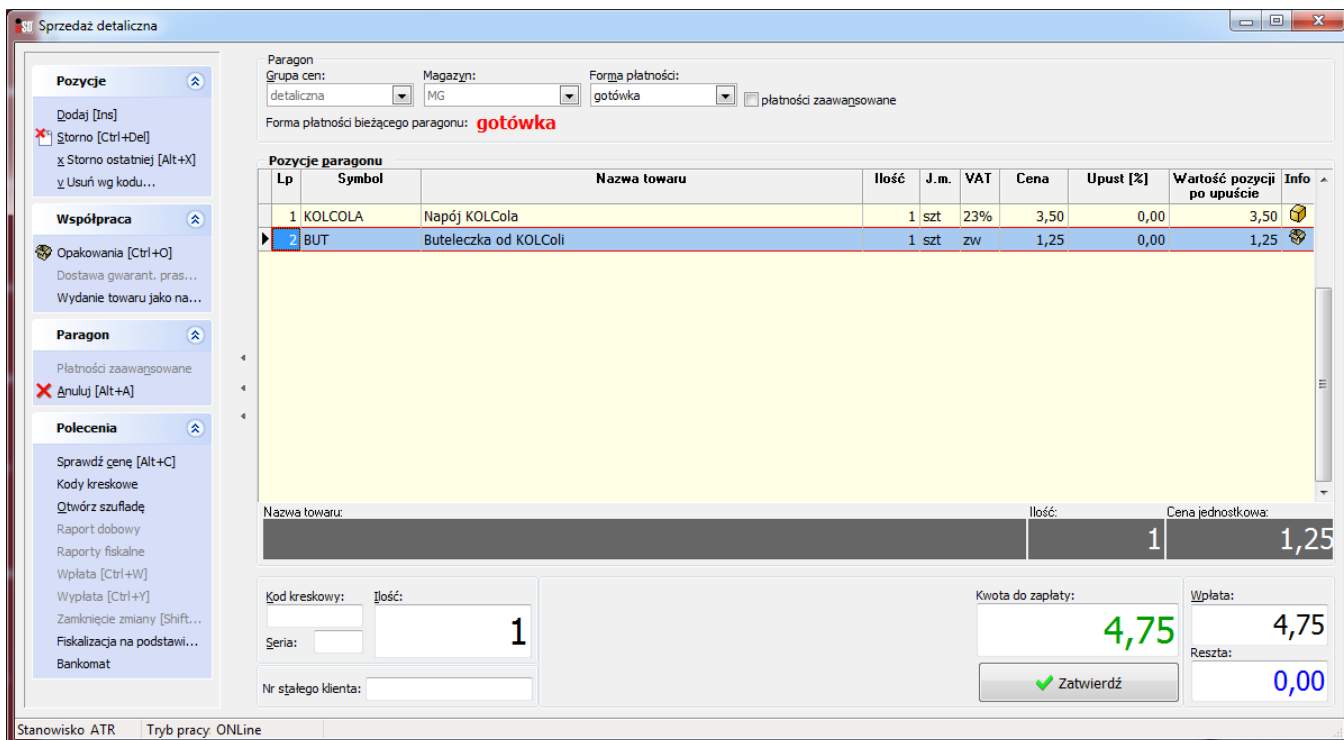 Sprzedaż detaliczna
Pozycje
Dodaj [Ins]
Storno [Ctrl+Del]
x Storno ostatniej [Alt+X]
y Usuń wg kodu...
Współpraca
Opakowania [Ctrl+O]
Dostawa gwarant. pras...
Wydanie towaru jako na...
Paragon
Płatności zaawansowane
Anuluj [Alt+A]
Polecenia
Sprawdź cenę [Alt+C]
Kody kreskowe
Otwórz szufladę
Raport dobowy
Raporty fiskalne
Wpłata [Ctrl+W]
Wypłata [Ctrl+Y]
Zamknięcie zmiany [Shift...
Fiskalizacja na podstawi...
Bankomat
Paragon
Grupa cen: Magazyn: Forma płatności:
detaliczna MG gotówka płatności zaawansowane
Forma płatności bieżącego paragonu: gotówka
Pozycje paragonu
Lp Symbol Nazwa towaru Ilość J.m. VAT Cena Upust [%] Wartość pozycji po upuście Info
1 KOLCOLA Napój KOLCola 1 szt 23% 3,50 0,00 3,50
2 BUT Buteleczka od KOLColi 1 szt zw 1,25 0,00 1,25
Nazwa towaru: Ilość: Cena jednostkowa:
1 1,25
Kod kreskowy: Ilość: Kwota do zapłaty: Wpłata:
1 4,75 4,75
Seria: Reszta:
Nr stałego klienta: Zatwierdź 0,00
Stanowisko ATR Tryb pracy: ONLine